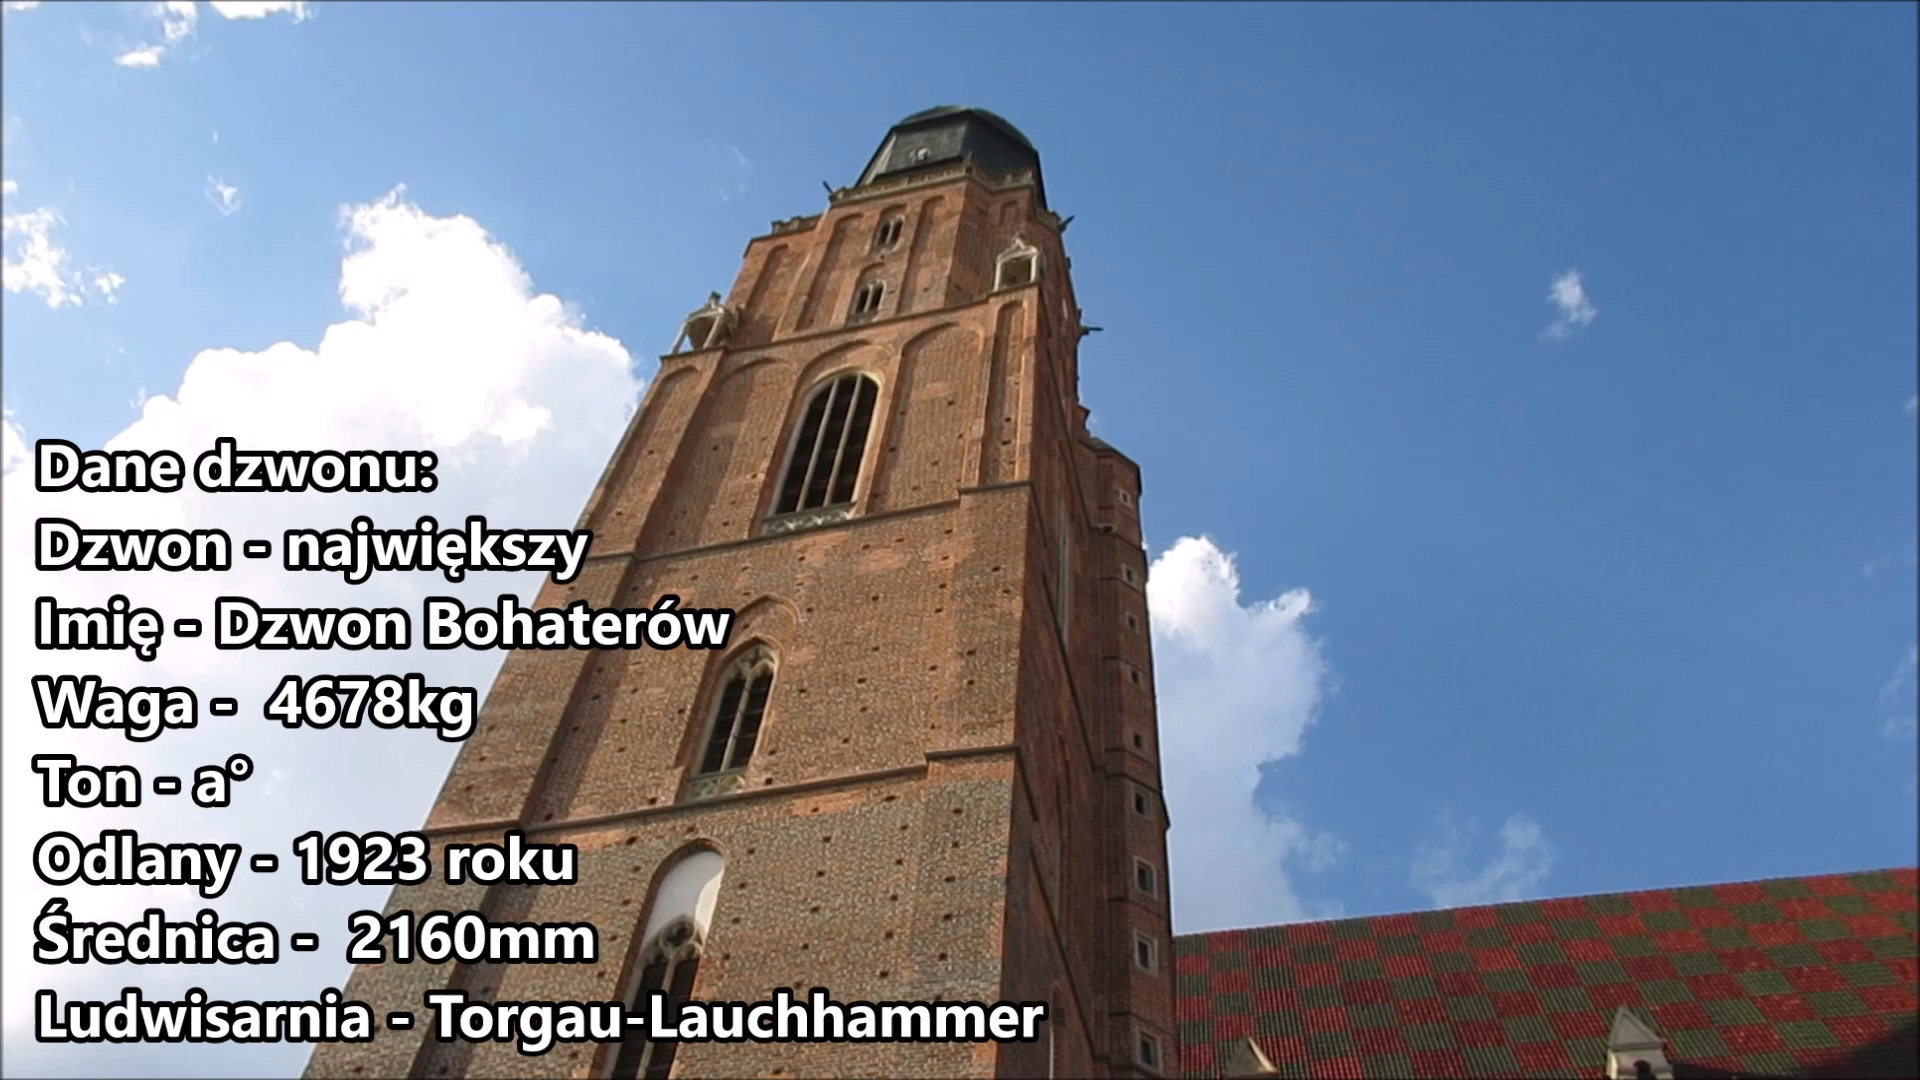 Dane dzwonu:
Dzwon - największy
Imię - Dzwon Bohaterów
Waga -  4678kg
Ton - a°
Odlany - 1923 roku
Średnica -  2160mm
Ludwisarnia - Torgau-Lauchhammer